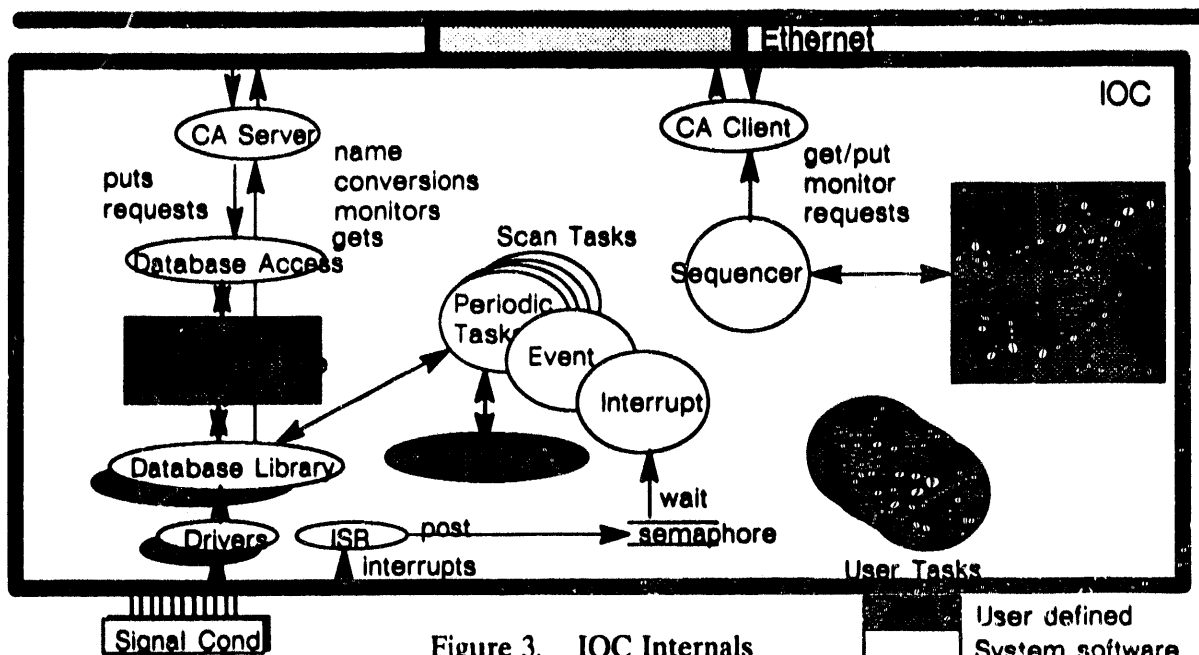 Ethernet
IOC
CA Server
CA Client
puts
requests
name
conversions
monitors
gets
get/put
monitor
requests
Database Access
Scan Tasks
Sequencer
Periodic
Tasks
Event
Interrupt
Database Library
wait
Drivers
ISR
post
semaphore
interrupts
User Tasks
Signal Cond
Figure 3. IOC Internals
User defined
System software